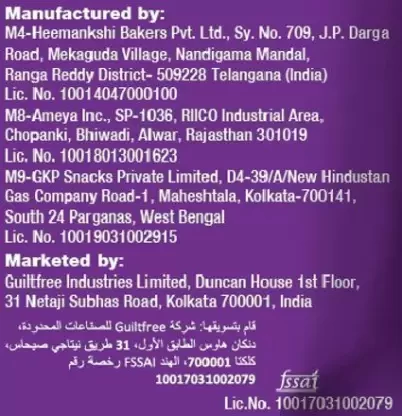 Manufactured by:
M4-Heemankshi Bakers Pvt. Ltd., Sy. No. 709, J.P. Darga
Road, Mekaguda Village, Nandigama Mandal,
Ranga Reddy District- 509228 Telangana (India)
Lic. No. 10014047000100
M8-Ameya Inc., SP-1036, RIICO Industrial Area,
Chopanki, Bhiwadi, Alwar, Rajasthan 301019
Lic. No. 10018013001623
M9-GKP Snacks Private Limited, D4-39/A/New Hindustan
Gas Company Road-1, Maheshtala, Kolkata-700141,
South 24 Parganas, West Bengal
Lic. No. 10019031002915
Marketed by:
Guiltfree Industries Limited, Duncan House 1st Floor,
31 Netaji Subhas Road, Kolkata 700001, India
قام بتسويقها: شركة Guiltfree للصناعات المحدودة،
دنكان هاوس الطابق الأول، 31 طريق نيتاجي صبحاس،
كلكتا 700001، الهند FSSAI رخصة رقم
10017031002079
fssai
Lic.No. 10017031002079